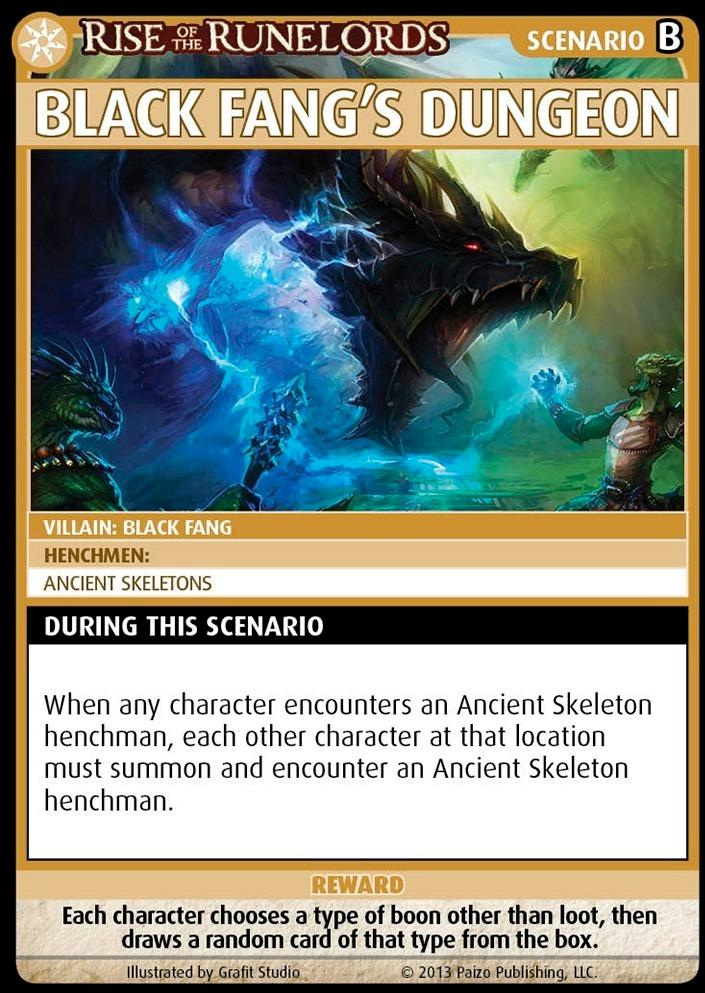 RISE OF THE RUNELORDS
SCENARIO B
BLACK FANG'S DUNGEON
VILLAIN: BLACK FANG
HENCHMEN:
ANCIENT SKELETONS
DURING THIS SCENARIO
When any character encounters an Ancient Skeleton
henchman, each other character at that location
must summon and encounter an Ancient Skeleton
henchman.
REWARD
Each character chooses a type of boon other than loot, then
draws a random card of that type from the box.
Illustrated by Grafit Studio
© 2013 Paizo Publishing, LLC.